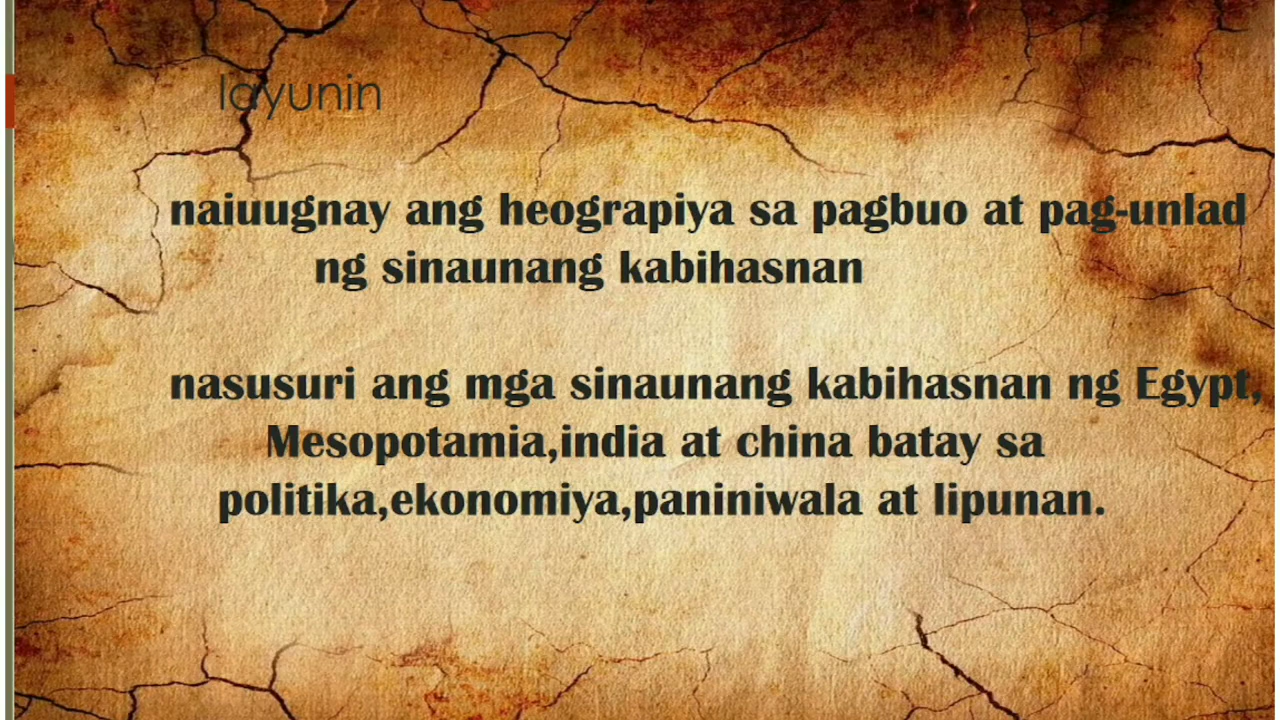 layunin
naiuugnay ang heograpiya sa pagbuo at pag-unlad
ng sinaunang kabihasnan
nasusuri ang mga sinaunang kabihasnan ng Egypt,
Mesopotamia,india at china batay sa
politika,ekonomiya,paniniwala at lipunan.